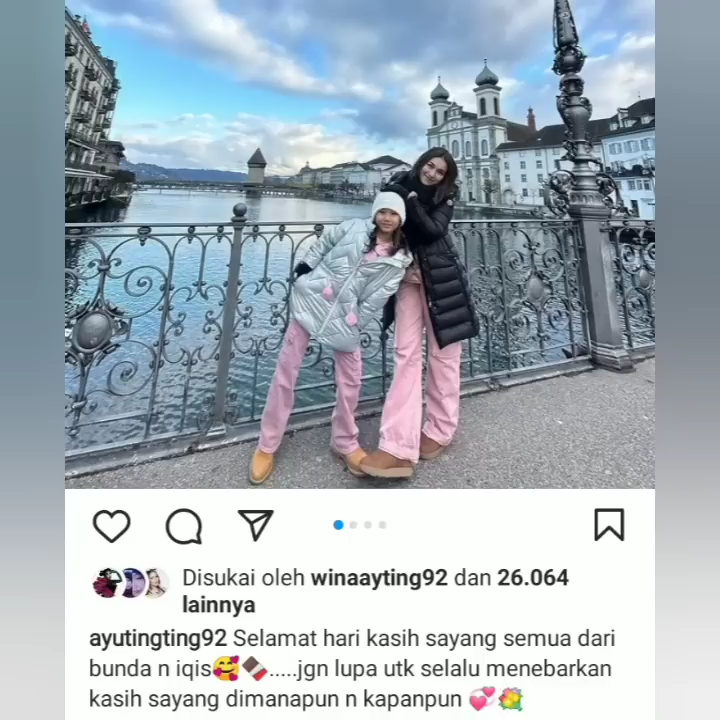 Disukai oleh winaayting92 dan 26.064
lainnya
ayutingting92 Selamat hari kasih sayang semua dari
bunda n iqis🥰🍫.....jgn lupa utk selalu menebarkan
kasih sayang dimanapun n kapanpun 💞💐